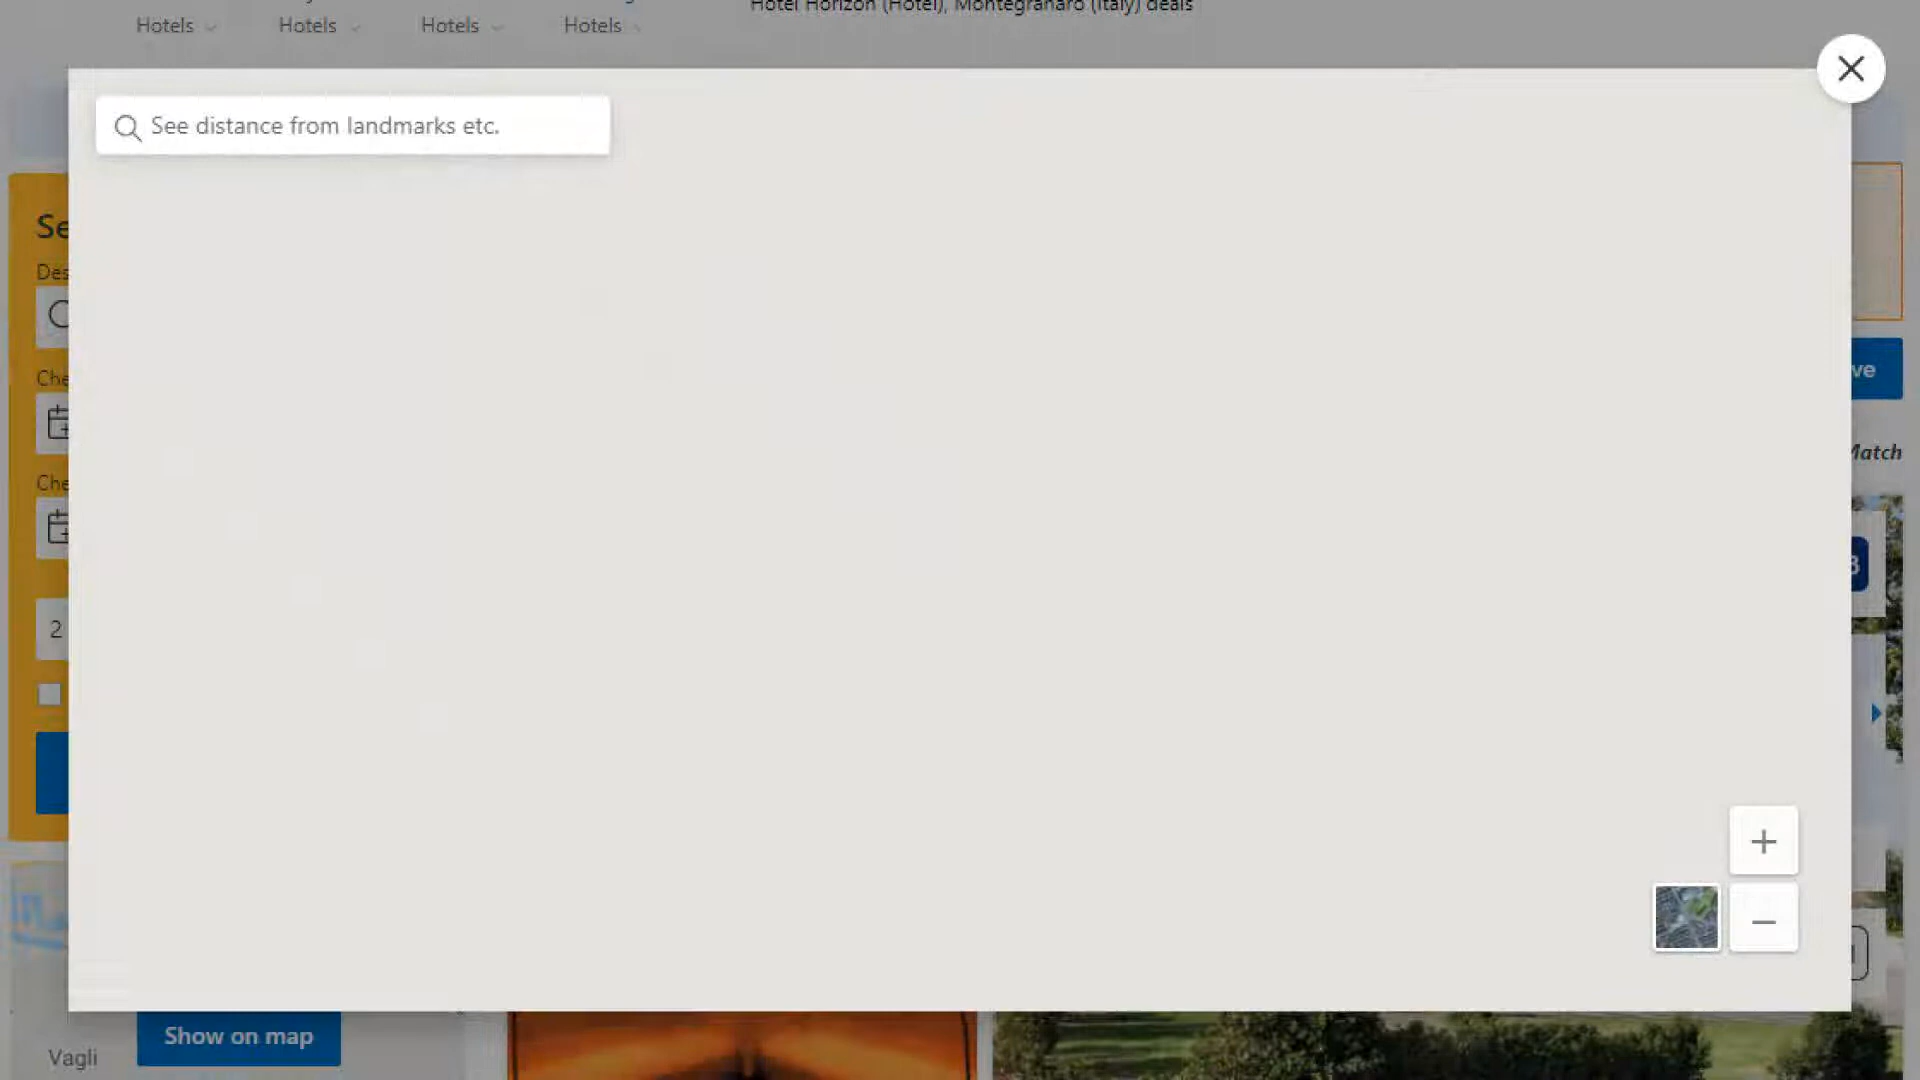 Hotel Horizon (Hotel), Montegranaro (Italy) deals
Hotels
Hotels
Hotels
Hotels
See distance from landmarks etc.
Se
Des
Che
Che
2
ve
Match
Show on map
Vagli